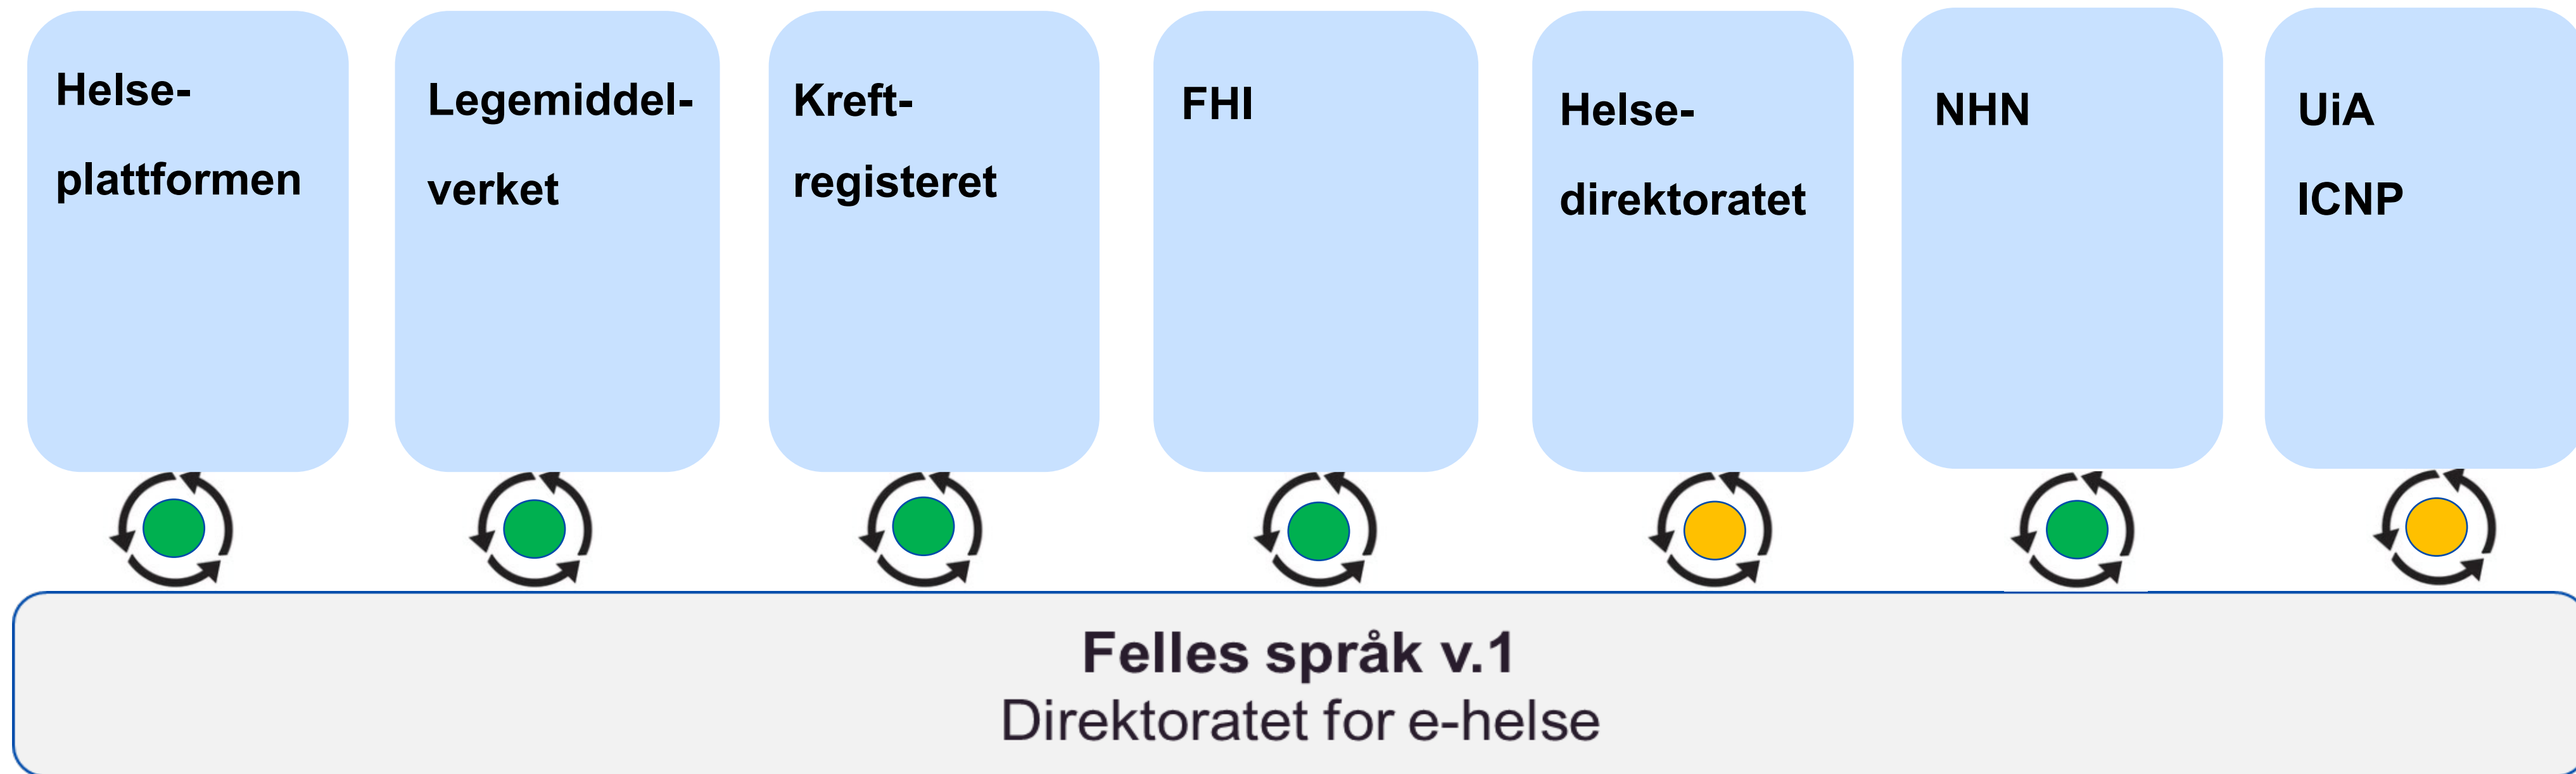 Helse-
plattformen
Legemiddel-
verket
Kreft-
registeret
FHI
Helse-
direktoratet
NHN
UiA
ICNP
Felles språk v.1
Direktoratet for e-helse